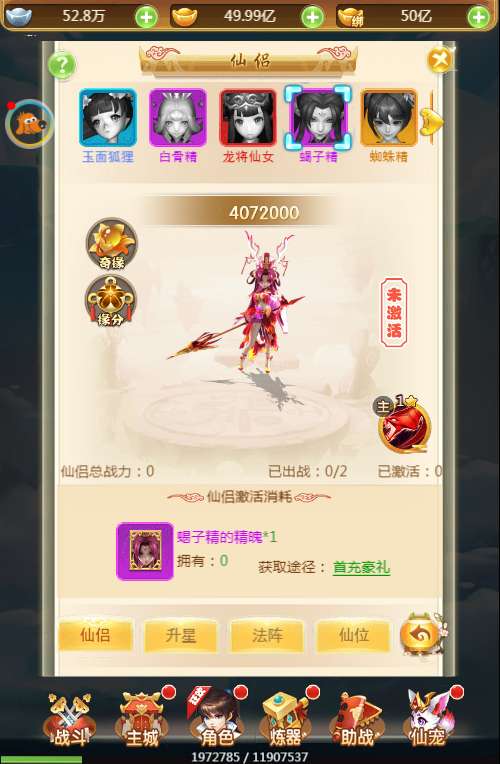 52.8万
49.99亿
绑
50亿
仙侣
玉面狐狸
白骨精
龙将仙女
蝎子精
蜘蛛精
4072000
奇缘
缘分
未激活
主
1
仙侣总战力：0
已出战：0/2
已激活：0
仙侣激活消耗
蝎子精的精魄*1
拥有：0
获取途径：
首充豪礼
仙侣
升星
法阵
仙位
战斗
主城
角色
炼器
助战
仙宠
1972785 / 11907537